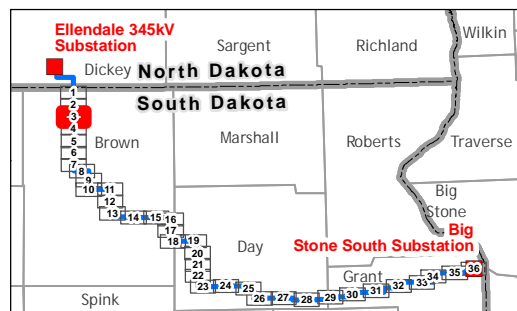 Ellendale 345kV
Substation
Sargent
Richland
Wilkin
Dickey
North Dakota
South Dakota
1
2
3
4
5
6
7
8
9
10
11
12
13
14
15
16
17
18
19
20
21
22
23
24
25
26
27
28
29
30
31
32
33
34
35
36
Brown
Marshall
Roberts
Traverse
Big
Stone
Big
Stone South Substation
Day
Grant
Spink